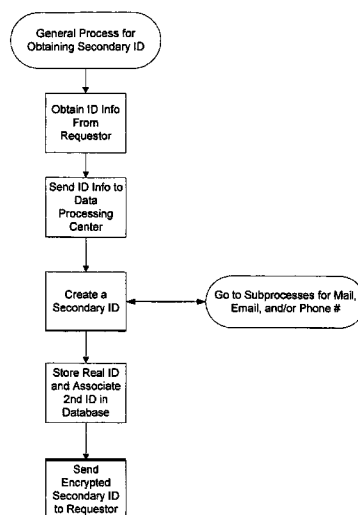 General Process for
Obtaining Secondary ID
Obtain ID Info
From
Requestor
Send ID Info to
Data
Processing
Center
Create a
Secondary ID
Go to Subprocesses for Mail,
Email, and/or Phone #
Store Real ID
and Associate
2nd ID in
Database
Send
Encrypted
Secondary ID
to Requestor